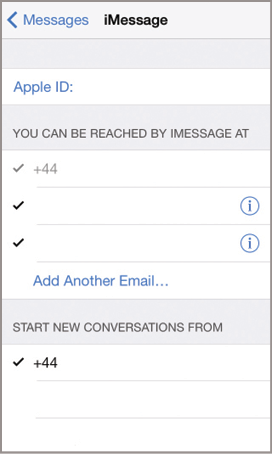 Messages iMessage
Apple ID:
YOU CAN BE REACHED BY IMESSAGE AT
+44
Add Another Email...
START NEW CONVERSATIONS FROM
+44